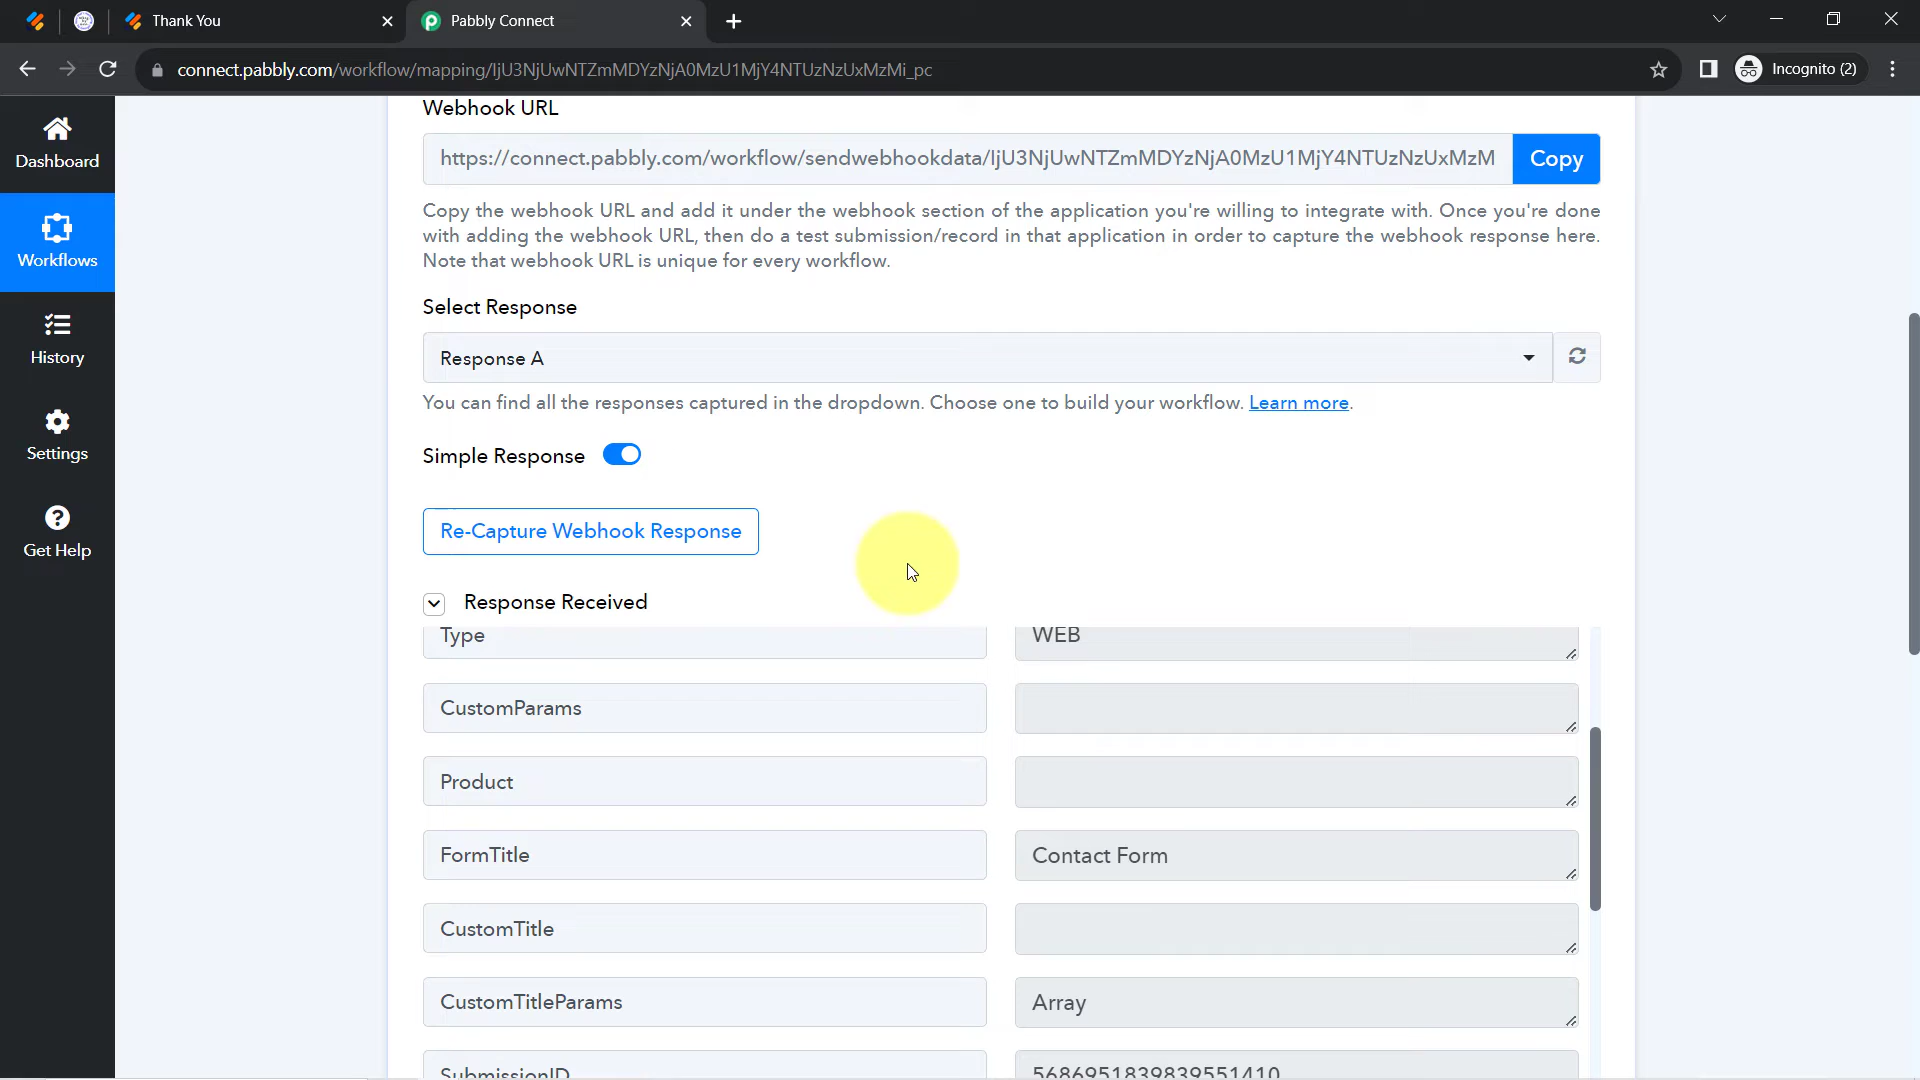 Thank You
Pabbly Connect
connect.pabbly.com/workflow/mapping/IjU3NjUwNTZmMDYzNjA0MzU1MjY4NTUzNzUxMzMi_pc
Incognito (2)
Dashboard
Workflows
History
Settings
Get Help
Webhook URL
https://connect.pabbly.com/workflow/sendwebhookdata/IjU3NjUwNTZmMDYzNjA0MzU1MjY4NTUzNzUxMzM
Copy
Copy the webhook URL and add it under the webhook section of the application you're willing to integrate with. Once you're done
with adding the webhook URL, then do a test submission/record in that application in order to capture the webhook response here.
Note that webhook URL is unique for every workflow.
Select Response
Response A
You can find all the responses captured in the dropdown. Choose one to build your workflow. Learn more.
Simple Response
Re-Capture Webhook Response
Response Received
Type
WEB
CustomParams
Product
FormTitle
Contact Form
CustomTitle
CustomTitleParams
Array
SubmissionID
5686951839839551410